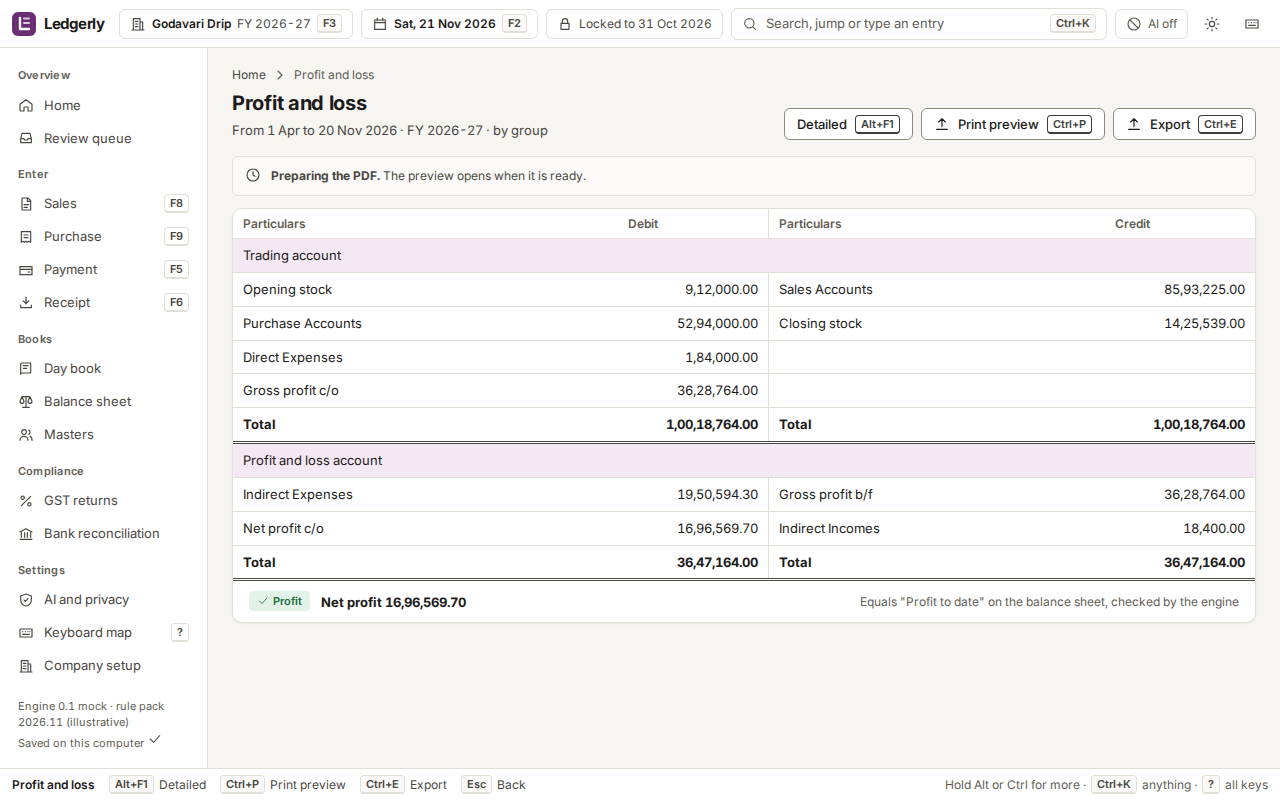 Ledgerly
Godavari Drip FY 2026-27 F3
Sat, 21 Nov 2026 F2
Locked to 31 Oct 2026
Search, jump or type an entry Ctrl+K
AI off
Overview
Home
Review queue
Enter
Sales F8
Purchase F9
Payment F5
Receipt F6
Books
Day book
Balance sheet
Masters
Compliance
GST returns
Bank reconciliation
Settings
AI and privacy
Keyboard map ?
Company setup
Engine 0.1 mock · rule pack
2026.11 (illustrative)
Saved on this computer
Home > Profit and loss
Profit and loss
From 1 Apr to 20 Nov 2026 · FY 2026-27 · by group
Detailed Alt+F1
Print preview Ctrl+P
Export Ctrl+E
Preparing the PDF. The preview opens when it is ready.
Particulars Debit Particulars Credit
Trading account
Opening stock 9,12,000.00 Sales Accounts 85,93,225.00
Purchase Accounts 52,94,000.00 Closing stock 14,25,539.00
Direct Expenses 1,84,000.00
Gross profit c/o 36,28,764.00
Total 1,00,18,764.00 Total 1,00,18,764.00
Profit and loss account
Indirect Expenses 19,50,594.30 Gross profit b/f 36,28,764.00
Net profit c/o 16,96,569.70 Indirect Incomes 18,400.00
Total 36,47,164.00 Total 36,47,164.00
Profit Net profit 16,96,569.70 Equals "Profit to date" on the balance sheet, checked by the engine
Profit and loss Alt+F1 Detailed Ctrl+P Print preview Ctrl+E Export Esc Back
Hold Alt or Ctrl for more · Ctrl+K anything · ? all keys